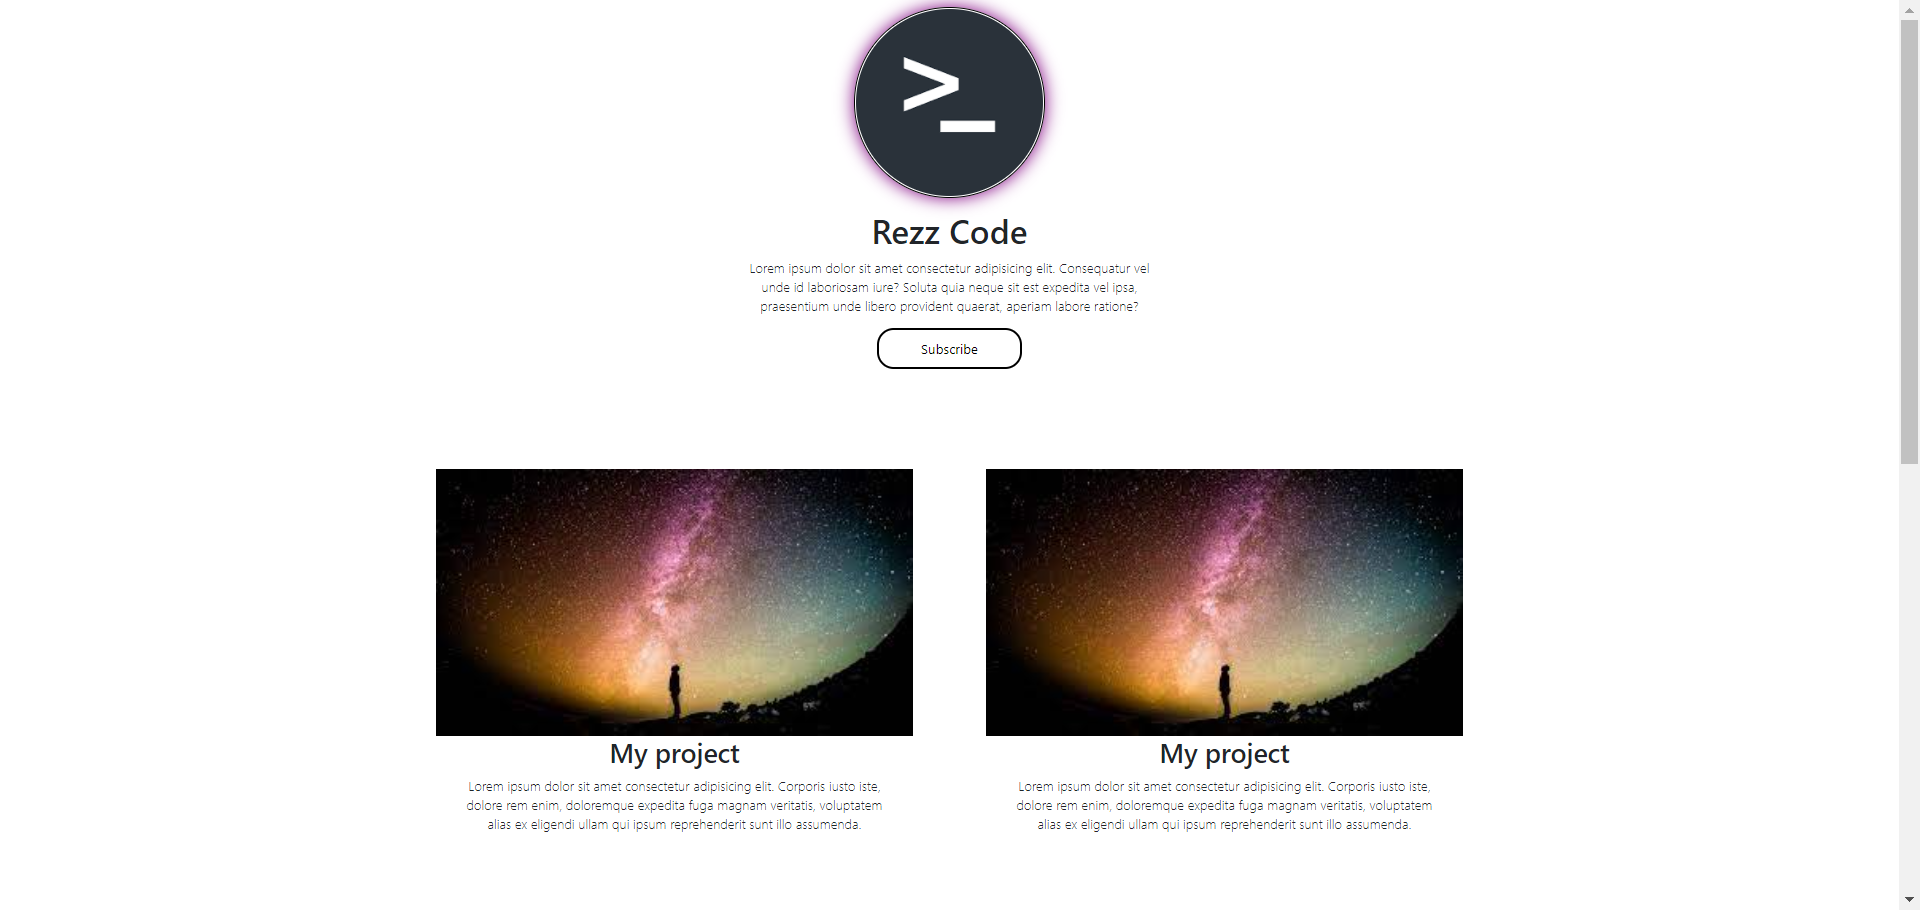 >_
Rezz Code
Lorem ipsum dolor sit amet consectetur adipisicing elit. Consequatur vel
unde id laboriosam iure? Soluta quia neque sit est expedita vel ipsa,
praesentium unde libero provident quaerat, aperiam labore ratione?
Subscribe
My project
Lorem ipsum dolor sit amet consectetur adipisicing elit. Corporis iusto iste,
dolore rem enim, doloremque expedita fuga magnam veritatis, voluptatem
alias ex eligendi ullam qui ipsum reprehenderit sunt illo assumenda.
My project
Lorem ipsum dolor sit amet consectetur adipisicing elit. Corporis iusto iste,
dolore rem enim, doloremque expedita fuga magnam veritatis, voluptatem
alias ex eligendi ullam qui ipsum reprehenderit sunt illo assumenda.